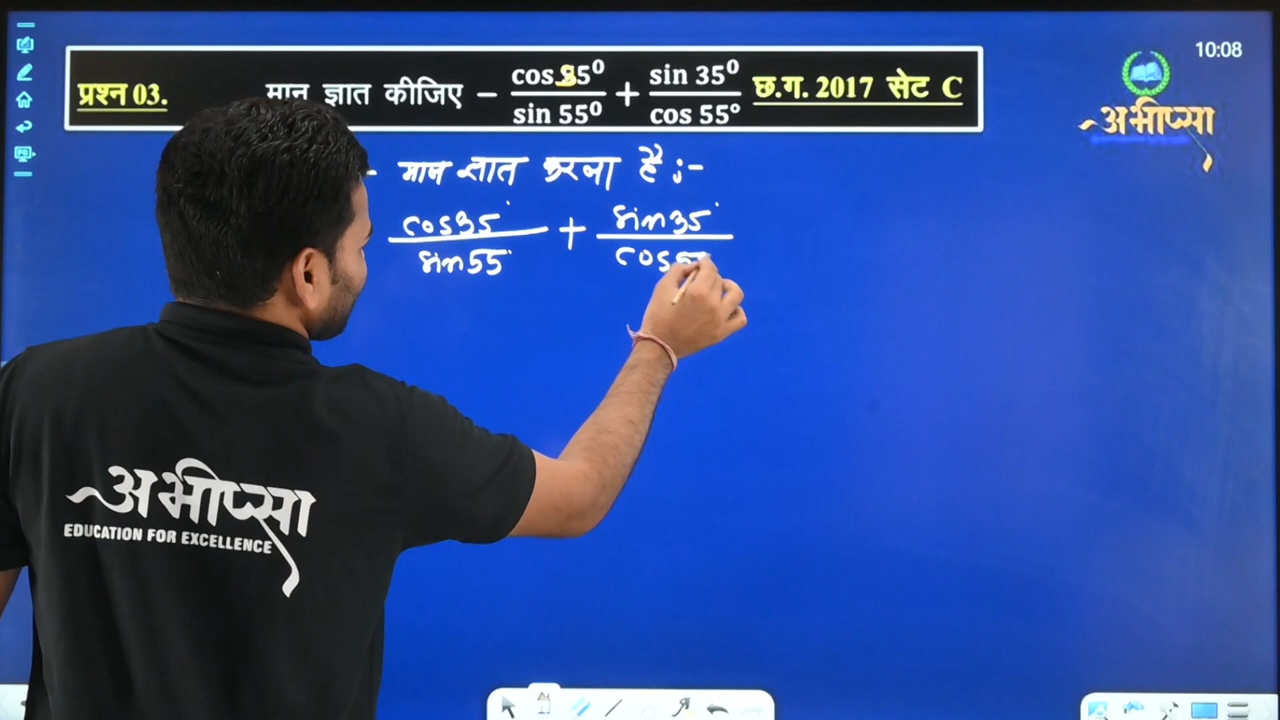 10:08
प्रश्न 03. मान ज्ञात कीजिए – cos 35⁰/sin 55⁰ + sin 35⁰/cos 55° छ.ग. 2017 सेट C
अभीप्सा
- मान ज्ञात करना है :-
cos35°/sin55° + sin35°/cos5
अभीप्सा
EDUCATION FOR EXCELLENCE